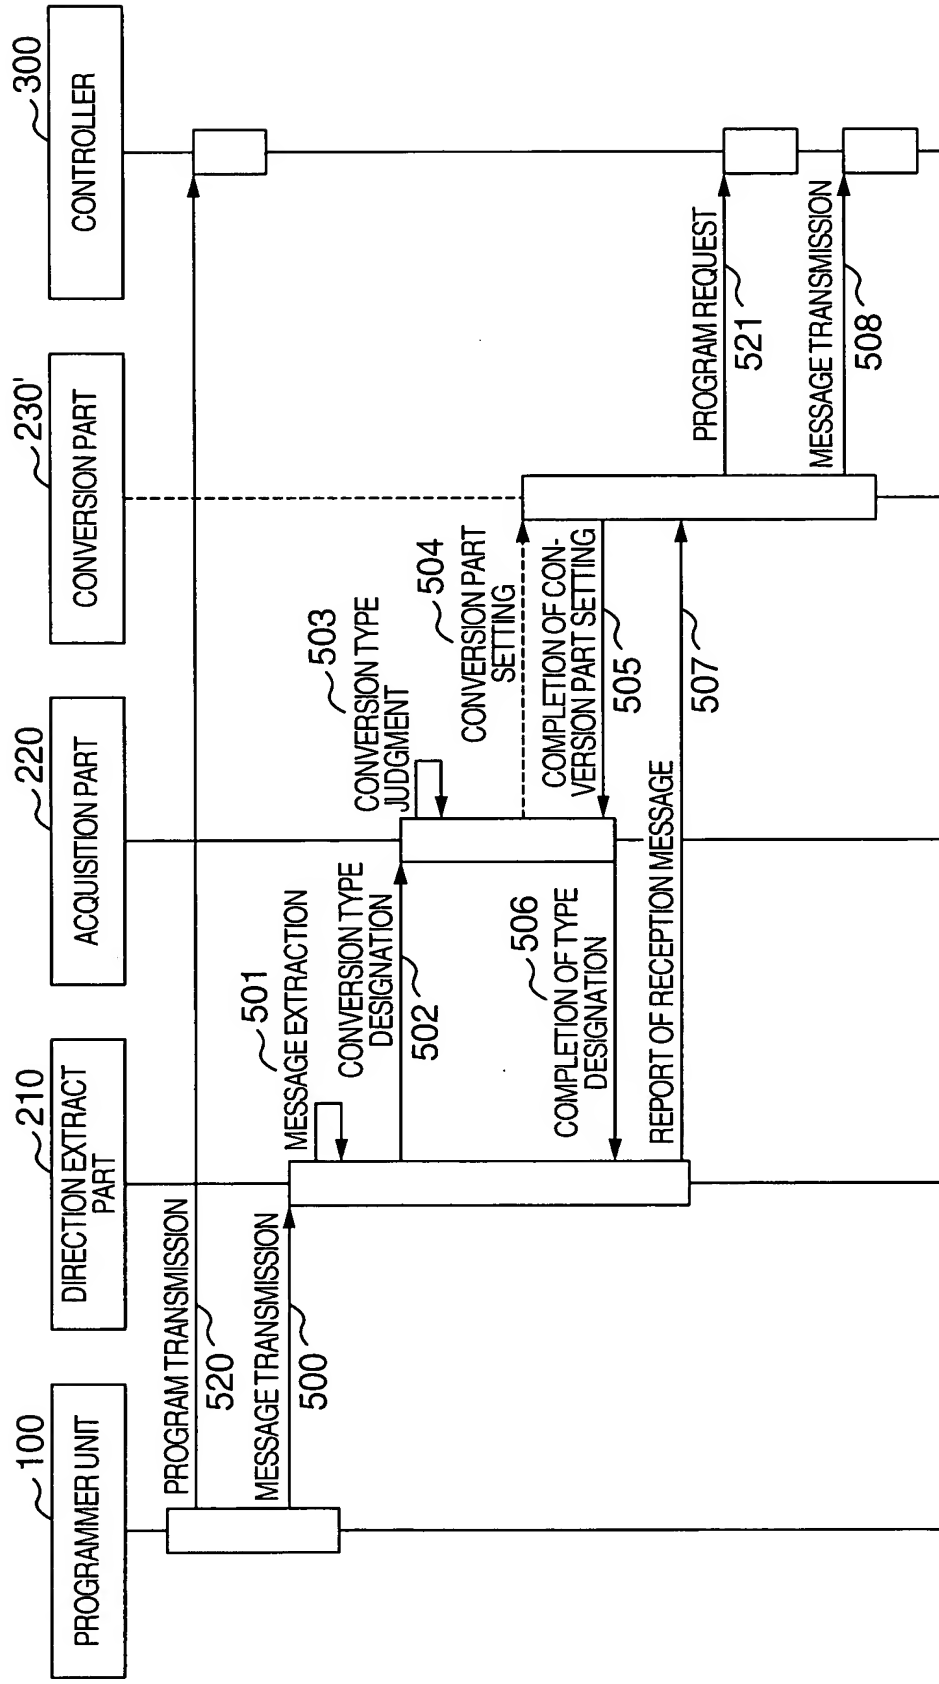 100
PROGRAMMER UNIT
210
DIRECTION EXTRACT
PART
220
ACQUISITION PART
230'
CONVERSION PART
300
CONTROLLER
PROGRAM TRANSMISSION
520
MESSAGE TRANSMISSION
500
501
MESSAGE EXTRACTION
CONVERSION TYPE
DESIGNATION
502
503
CONVERSION TYPE
JUDGMENT
504
CONVERSION PART
SETTING
COMPLETION OF CON-
VERSION PART SETTING
505
506
COMPLETION OF TYPE
DESIGNATION
REPORT OF RECEPTION MESSAGE
507
PROGRAM REQUEST
521
MESSAGE TRANSMISSION
508